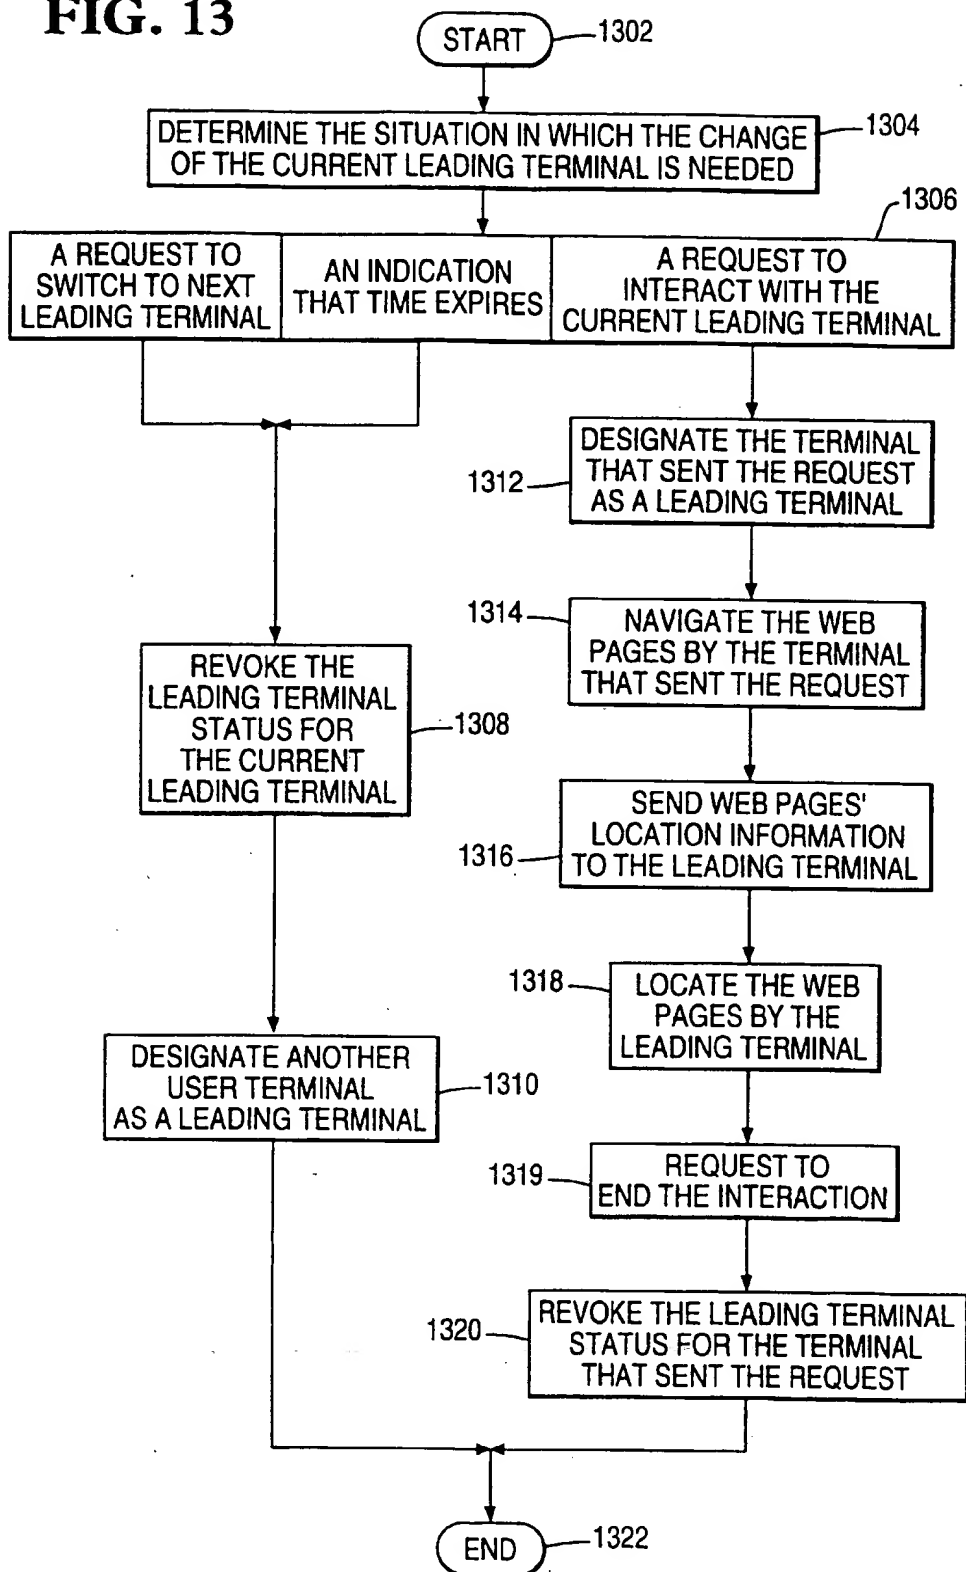 FIG. 13
START
1302
DETERMINE THE SITUATION IN WHICH THE CHANGE
OF THE CURRENT LEADING TERMINAL IS NEEDED
1304
1306
A REQUEST TO
SWITCH TO NEXT
LEADING TERMINAL
AN INDICATION
THAT TIME EXPIRES
A REQUEST TO
INTERACT WITH THE
CURRENT LEADING TERMINAL
DESIGNATE THE TERMINAL
THAT SENT THE REQUEST
AS A LEADING TERMINAL
1312
1314
NAVIGATE THE WEB
PAGES BY THE TERMINAL
THAT SENT THE REQUEST
REVOKE THE
LEADING TERMINAL
STATUS FOR
THE CURRENT
LEADING TERMINAL
1308
SEND WEB PAGES'
LOCATION INFORMATION
TO THE LEADING TERMINAL
1316
1318
LOCATE THE WEB
PAGES BY THE
LEADING TERMINAL
DESIGNATE ANOTHER
USER TERMINAL
AS A LEADING TERMINAL
1310
1319
REQUEST TO
END THE INTERACTION
1320
REVOKE THE LEADING TERMINAL
STATUS FOR THE TERMINAL
THAT SENT THE REQUEST
END
1322